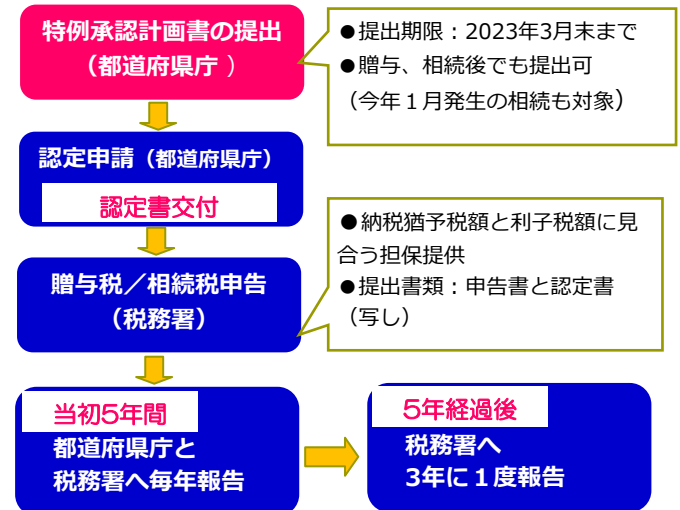 特例承認計画書の提出
（都道府県庁 ）
●提出期限：2023年3月末まで
●贈与、相続後でも提出可
（今年１月発生の相続も対象）
認定申請（都道府県庁）
認定書交付
●納税猶予税額と利子税額に見
合う担保提供
●提出書類：申告書と認定書
（写し）
贈与税／相続税申告
（税務署）
当初5年間
都道府県庁と
税務署へ毎年報告
5年経過後
税務署へ
3年に１度報告